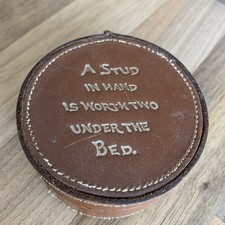 A STUD
IN HAND
IS WORTH TWO
UNDER THE
BED.